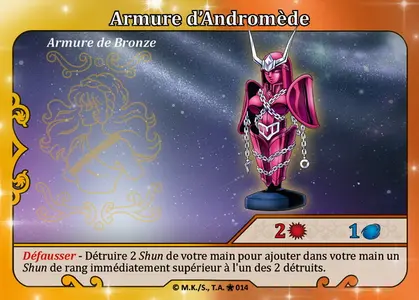 Armure d'Andromède
Armure de Bronze
2 1
Défausser - Détruire 2 Shun de votre main pour ajouter dans votre main un
Shun de rang immédiatement supérieur à l'un des 2 détruits.
© M.K./S., T.A. ★ 014